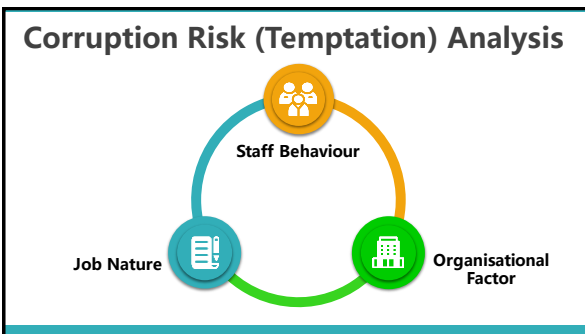 Corruption Risk (Temptation) Analysis
Staff Behaviour
Job Nature
Organisational
Factor